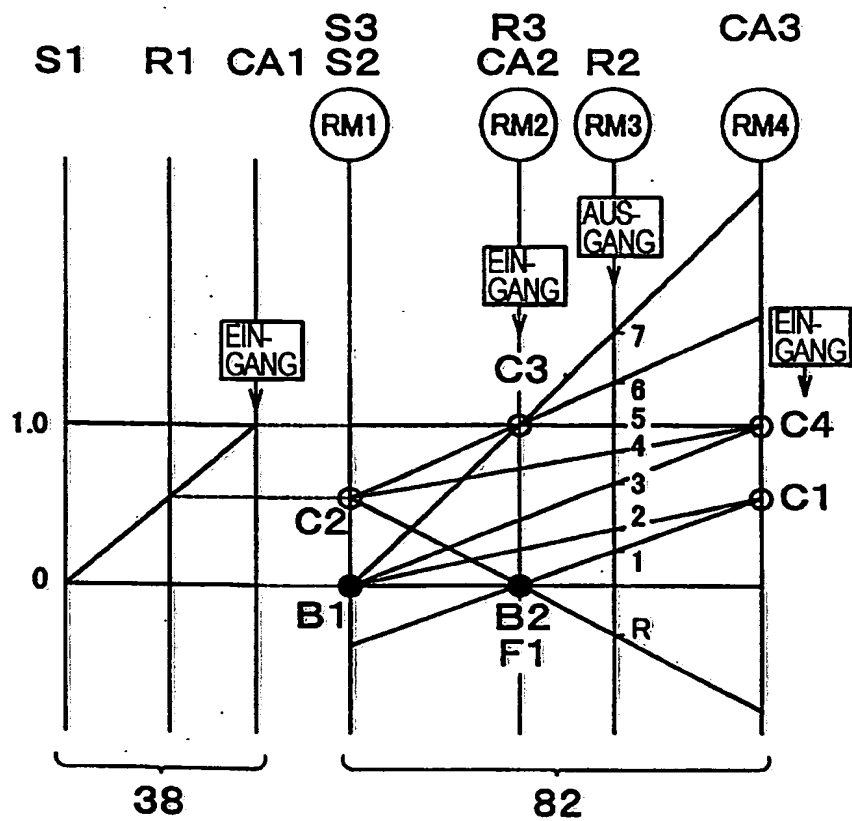 S3 R3 CA3
S1 R1 CA1 S2 CA2 R2
RM1 RM2 RM3 RM4
AUS-
GANG
EIN-
GANG
EIN-
GANG
EIN-
GANG
7
6
C3
1.0
5
C4
4
3
C2
2
C1
1
0
B1
B2
F1
R
38
82